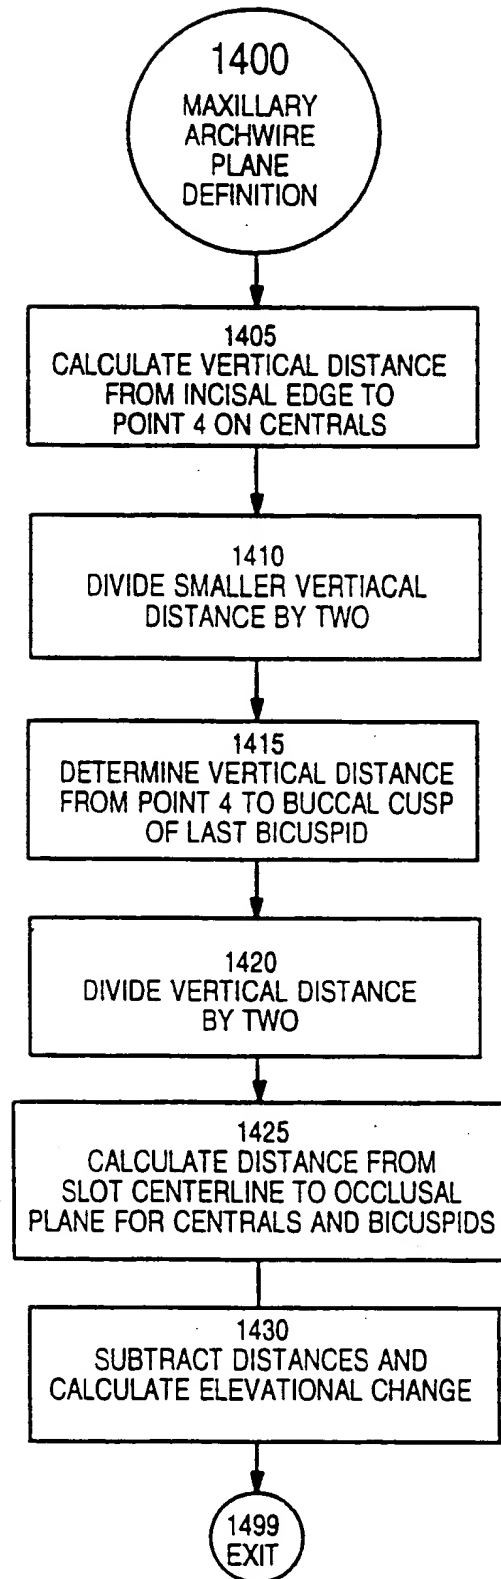 1400
MAXILLARY
ARCHWIRE
PLANE
DEFINITION
1405
CALCULATE VERTICAL DISTANCE
FROM INCISAL EDGE TO
POINT 4 ON CENTRALS
1410
DIVIDE SMALLER VERTIACAL
DISTANCE BY TWO
1415
DETERMINE VERTICAL DISTANCE
FROM POINT 4 TO BUCCAL CUSP
OF LAST BICUSPID
1420
DIVIDE VERTICAL DISTANCE
BY TWO
1425
CALCULATE DISTANCE FROM
SLOT CENTERLINE TO OCCLUSAL
PLANE FOR CENTRALS AND BICUSPIDS
1430
SUBTRACT DISTANCES AND
CALCULATE ELEVATIONAL CHANGE
1499
EXIT